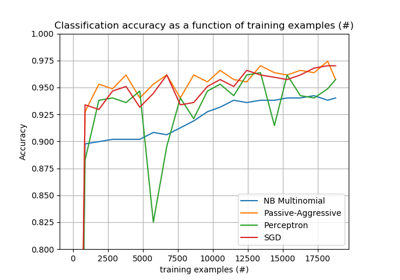 Classification accuracy as a function of training examples (#)
1.000
0.975
0.950
0.925
0.900
0.875
0.850
0.825
0.800
Accuracy
NB Multinomial
Passive-Aggressive
Perceptron
SGD
0 2500 5000 7500 10000 12500 15000 17500
training examples (#)